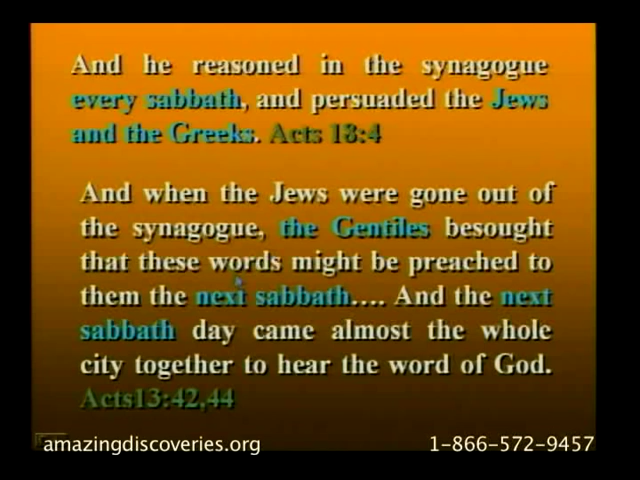 And he reasoned in the synagogue
every sabbath, and persuaded the Jews
and the Greeks. Acts 18:4
And when the Jews were gone out of
the synagogue, the Gentiles besought
that these words might be preached to
them the next sabbath…. And the next
sabbath day came almost the whole
city together to hear the word of God.
Acts13:42,44
amazingdiscoveries.org
1-866-572-9457